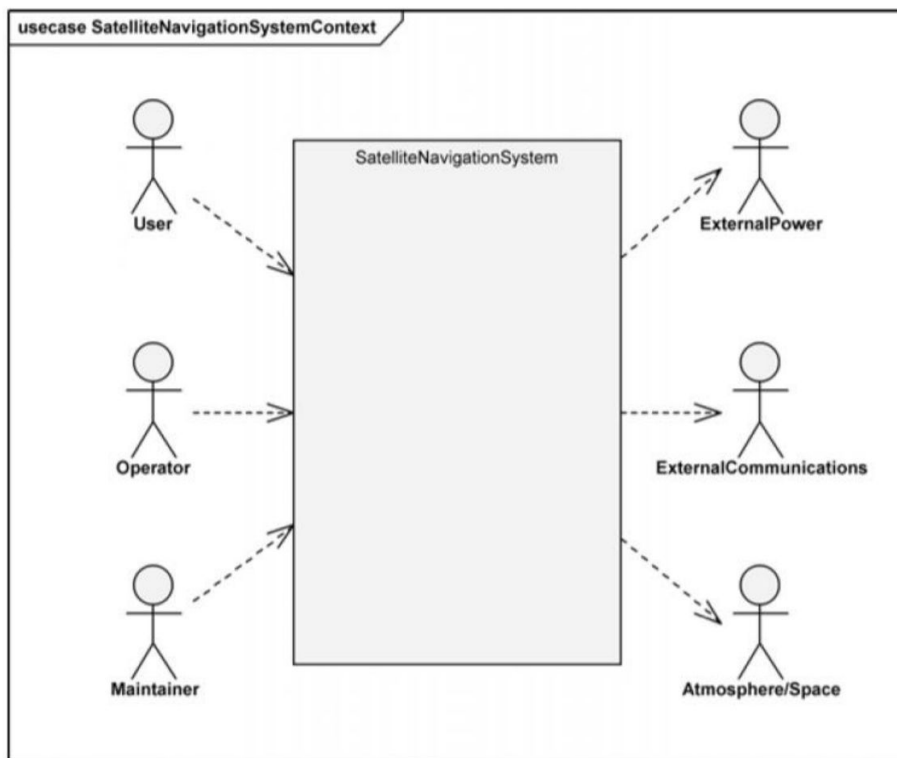 usecase SatelliteNavigationSystemContext
SatelliteNavigationSystem
User
ExternalPower
Operator
ExternalCommunications
Maintainer
Atmosphere/Space